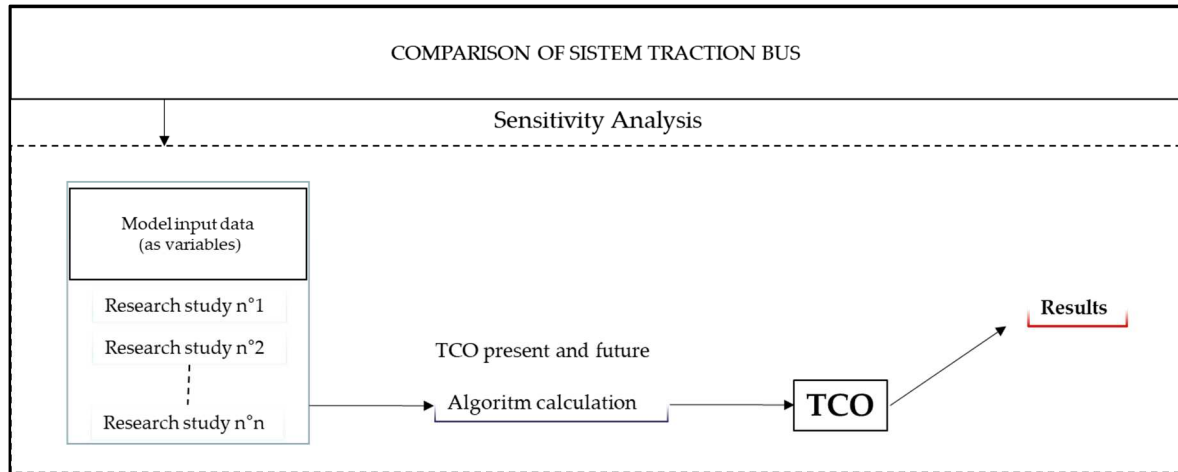 COMPARISON OF SISTEM TRACTION BUS
Sensitivity Analysis
Model input data
(as variables)
Research study n°1
Research study n°2
Research study n°n
TCO present and future
Algoritm calculation
TCO
Results